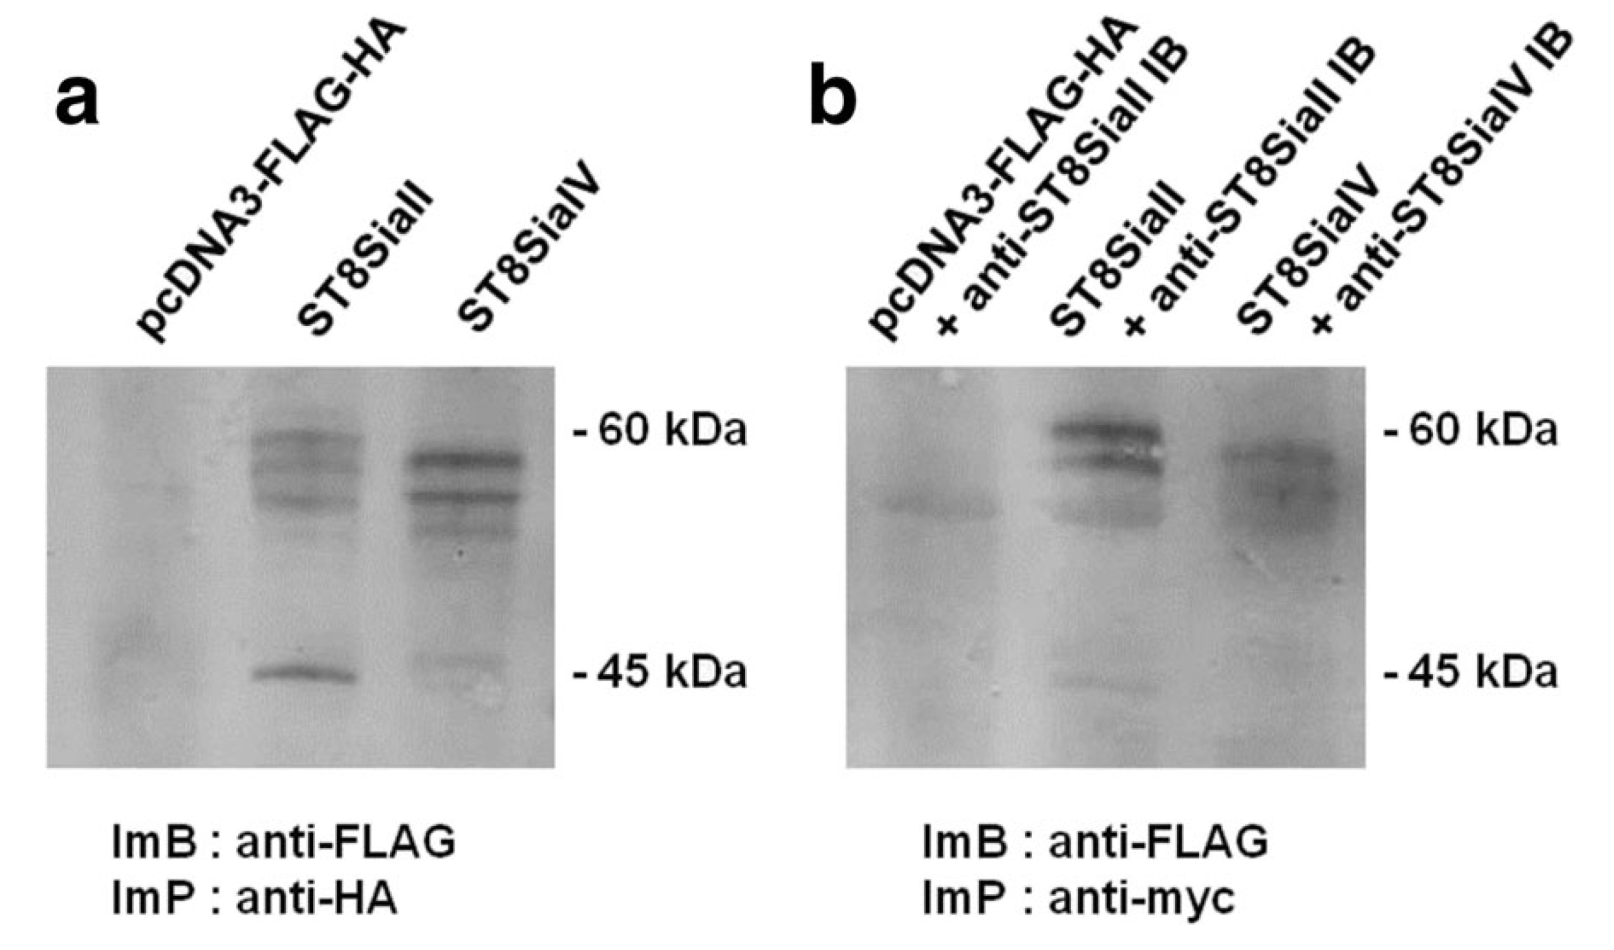 a
pcDNA3-FLAG-HA
ST8SiaII
ST8SiaIV
- 60 kDa
- 45 kDa
ImB : anti-FLAG
ImP : anti-HA
b
pcDNA3-FLAG-HA
+ anti-ST8SiaII IB
ST8SiaII
+ anti-ST8SiaII IB
ST8SiaIV
+ anti-ST8SiaIV IB
- 60 kDa
- 45 kDa
ImB : anti-FLAG
ImP : anti-myc